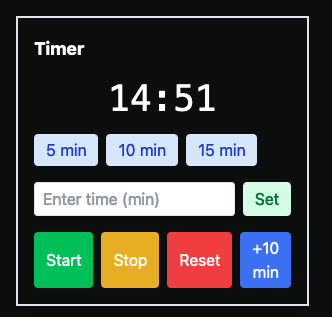 Timer
14:51
5 min 10 min 15 min
Enter time (min) Set
Start Stop Reset +10
min